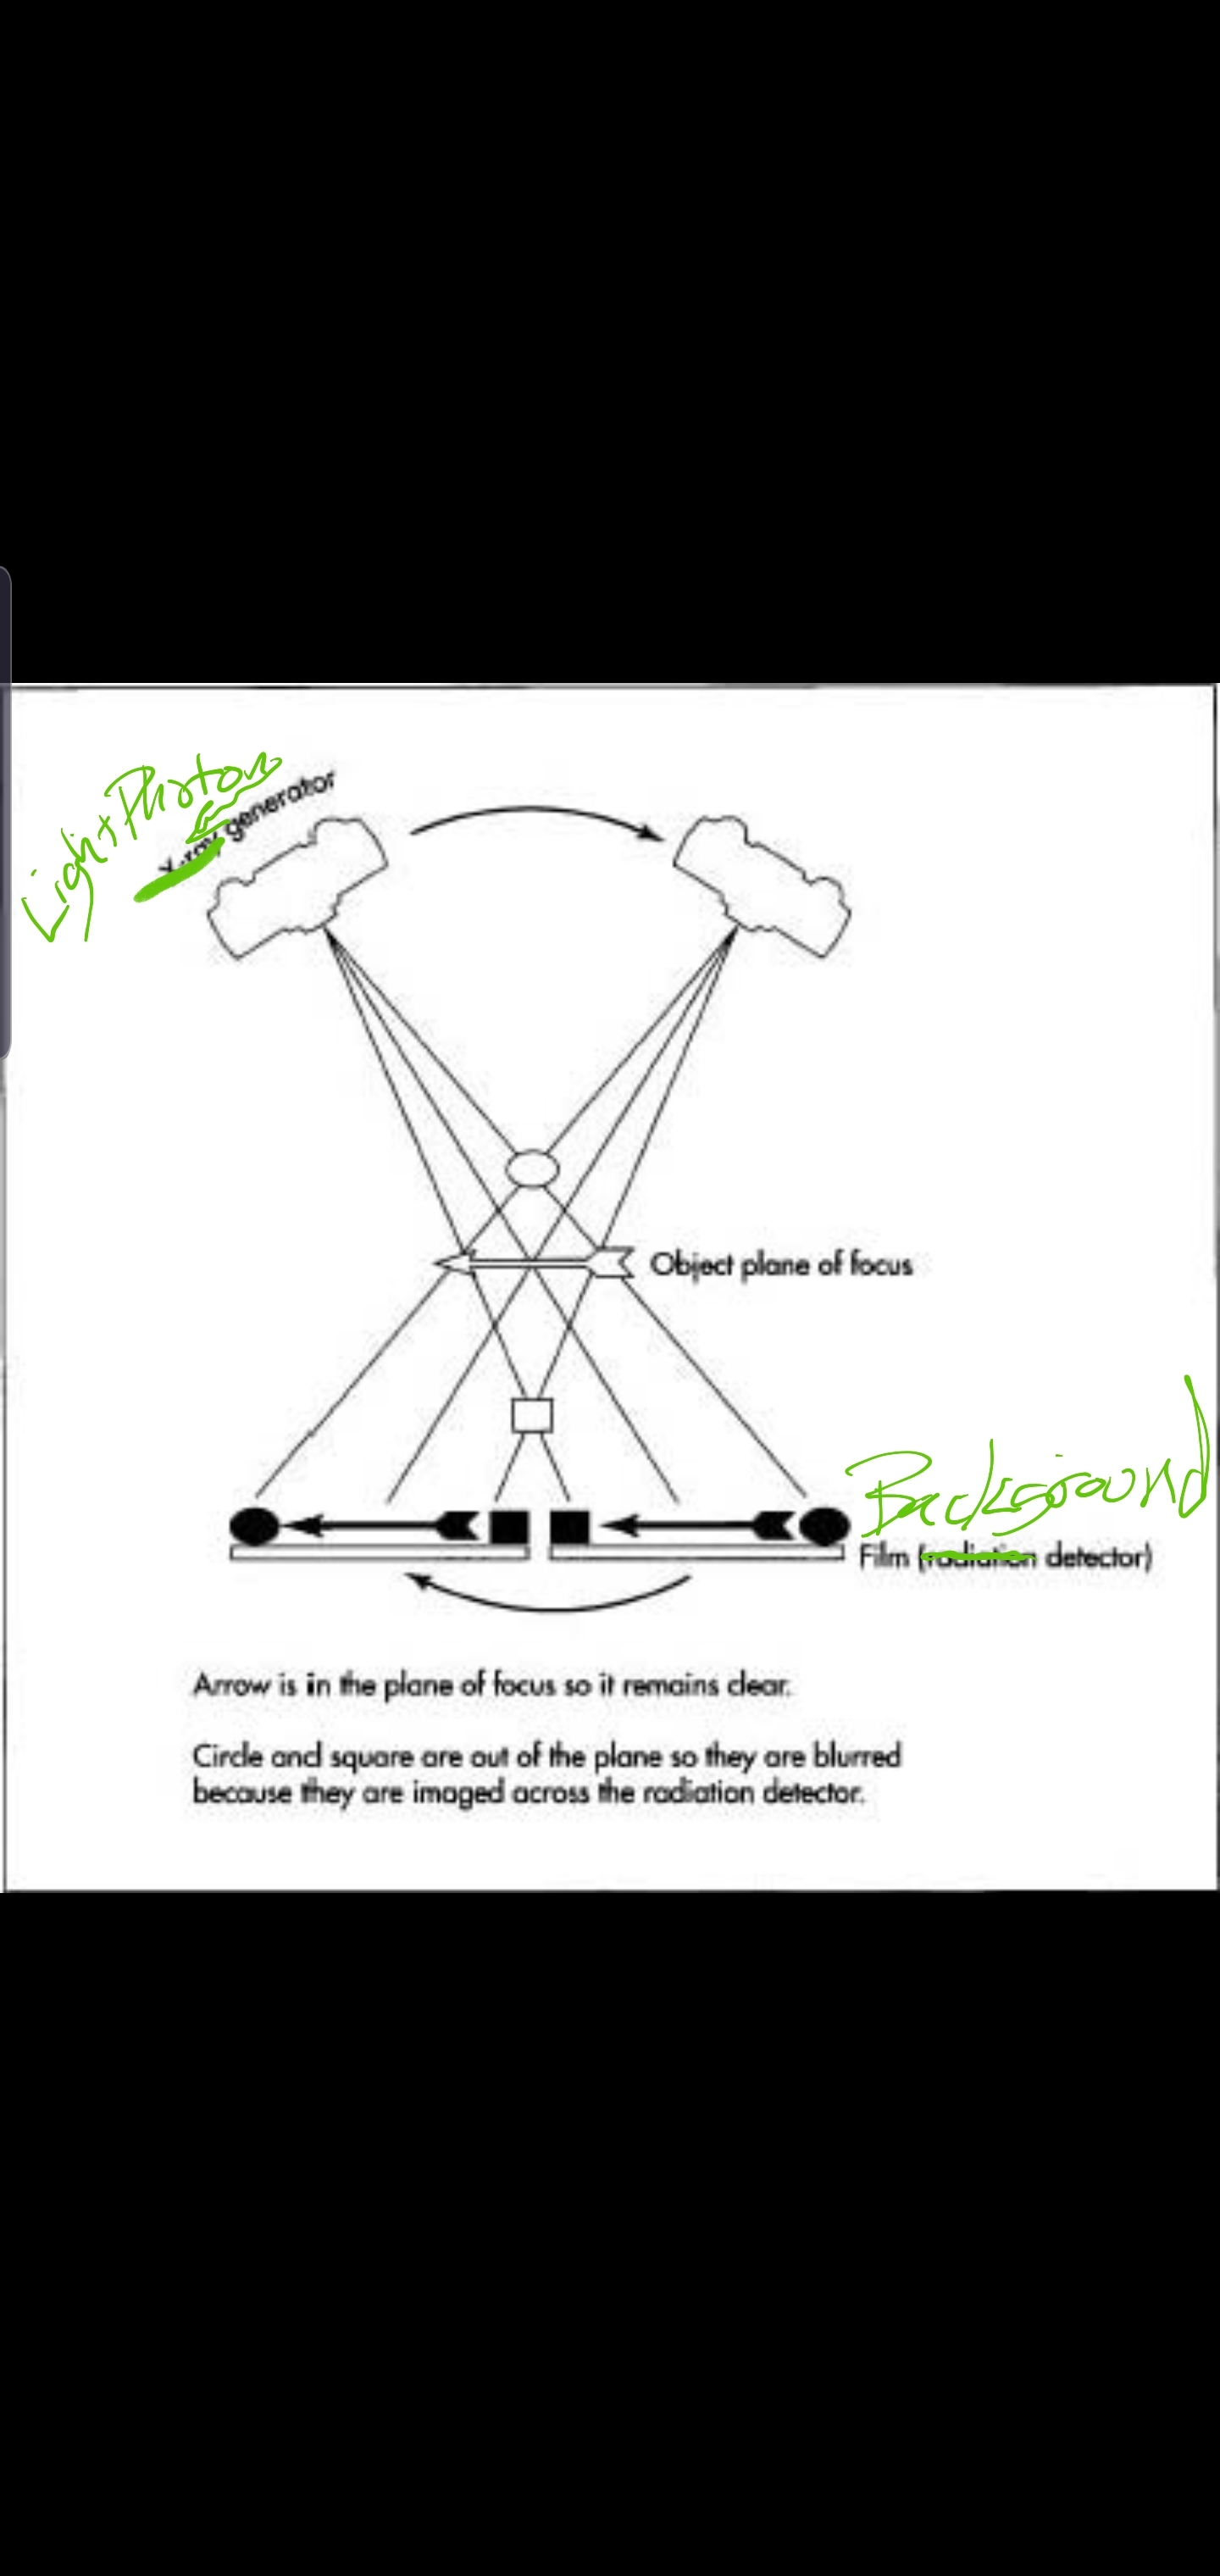 Light Photon
X-ray generator
Object plane of focus
Background
Film (radiation detector)
Arrow is in the plane of focus so it remains clear.
Circle and square are out of the plane so they are blurred
because they are imaged across the radiation detector.